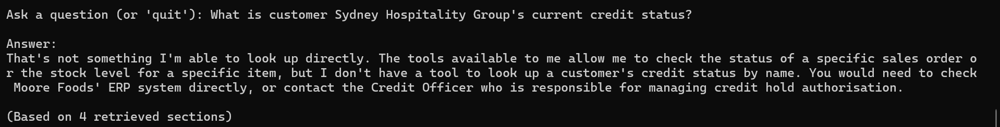 Ask a question (or 'quit'): What is customer Sydney Hospitality Group's current credit status?
Answer:
That's not something I'm able to look up directly. The tools available to me allow me to check the status of a specific sales order o
r the stock level for a specific item, but I don't have a tool to look up a customer's credit status by name. You would need to check
 Moore Foods' ERP system directly, or contact the Credit Officer who is responsible for managing credit hold authorisation.
(Based on 4 retrieved sections)